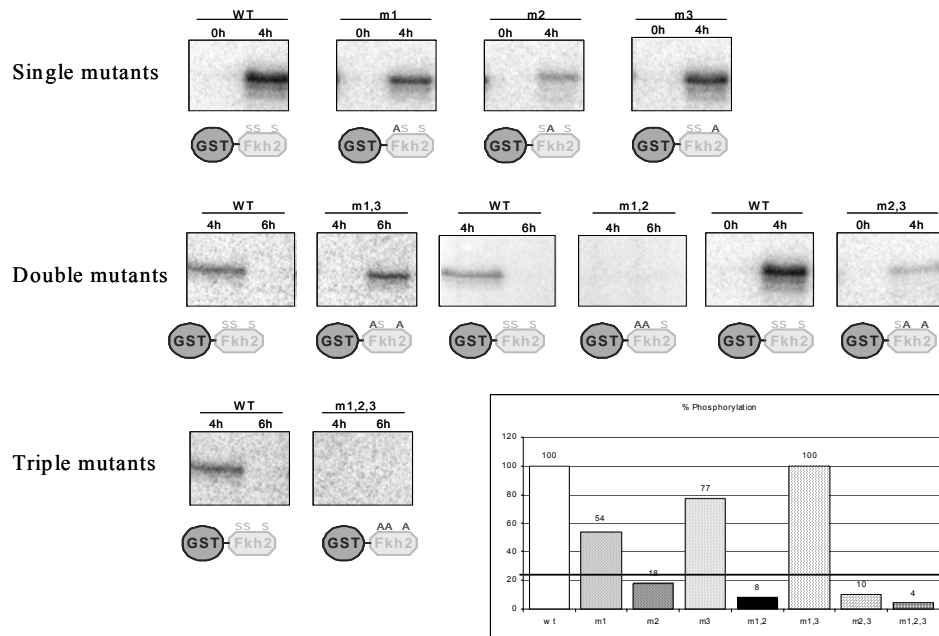 WT m1 m2 m3
0h 4h 0h 4h 0h 4h 0h 4h
Single mutants
SS S AS S SA S SS A
GST Fkh2 GST Fkh2 GST Fkh2 GST Fkh2
WT m1,3 WT m1,2 WT m2,3
4h 6h 4h 6h 4h 6h 4h 6h 0h 4h 0h 4h
Double mutants
SS S AS A SS S AA S SS S SA A
GST Fkh2 GST Fkh2 GST Fkh2 GST Fkh2 GST Fkh2 GST Fkh2
WT m1,2,3
4h 6h 4h 6h
Triple mutants
SS S AA A
GST Fkh2 GST Fkh2
% Phosphorylation
120
100
80
60
40
20
0
100 54 18 77 8 100 10 4
wt m1 m2 m3 m1,2 m1,3 m2,3 m1,2,3